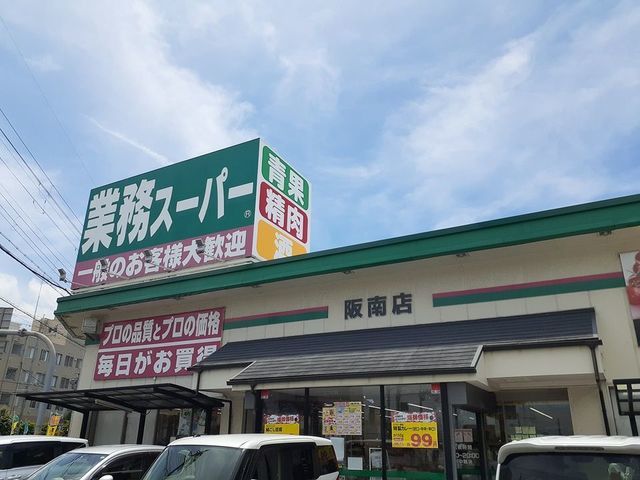 業務スーパー®
一般のお客様大歓迎
青果
精肉
酒
阪南店
プロの品質とプロの価格
毎日がお買得
99